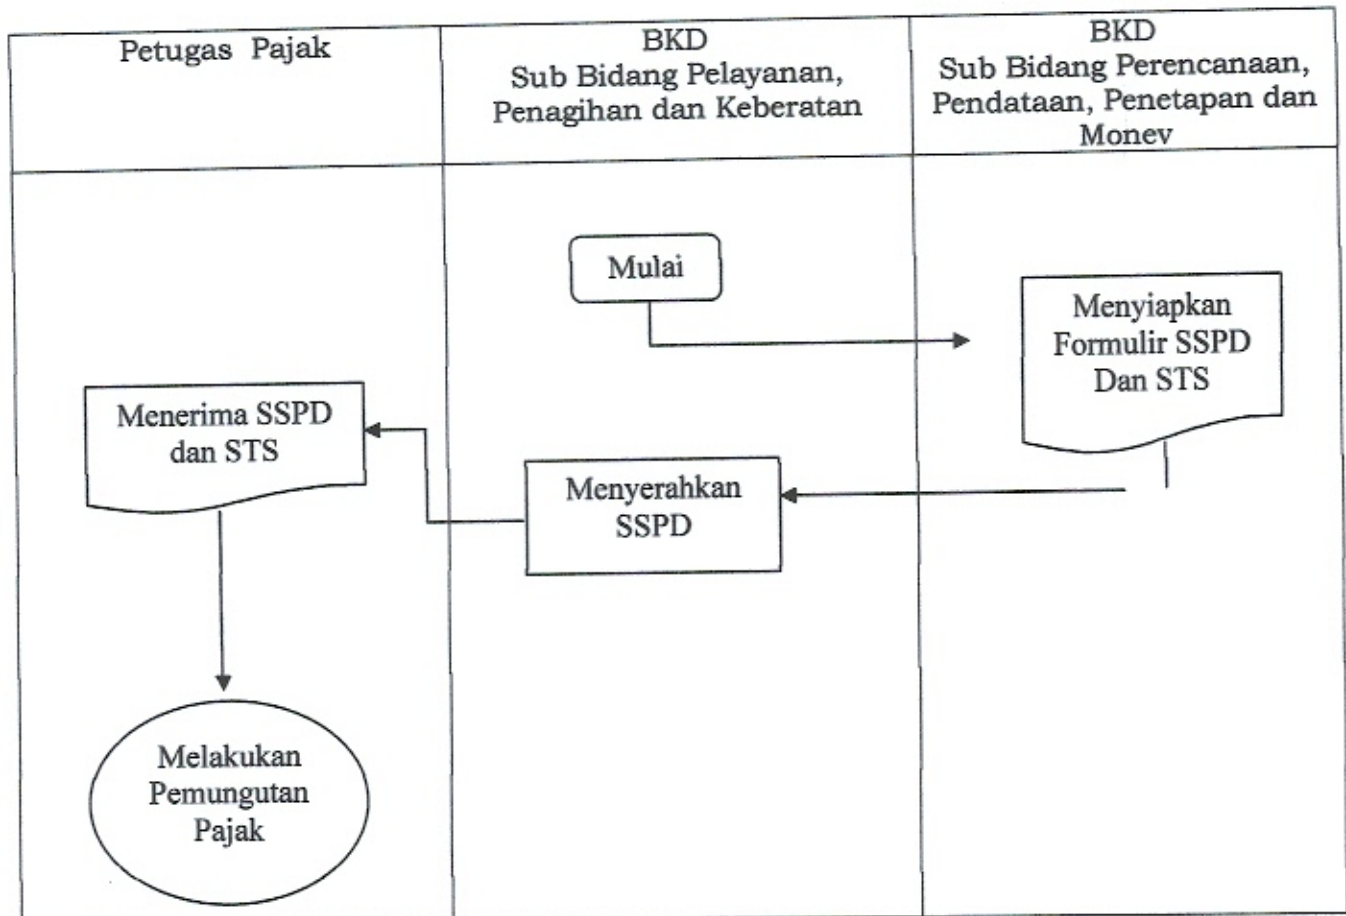 Petugas Pajak
BKD
Sub Bidang Pelayanan,
Penagihan dan Keberatan
BKD
Sub Bidang Perencanaan,
Pendataan, Penetapan dan
Monev
Mulai
Menyiapkan
Formulir SSPD
Dan STS
Menerima SSPD
dan STS
Menyerahkan
SSPD
Melakukan
Pemungutan
Pajak